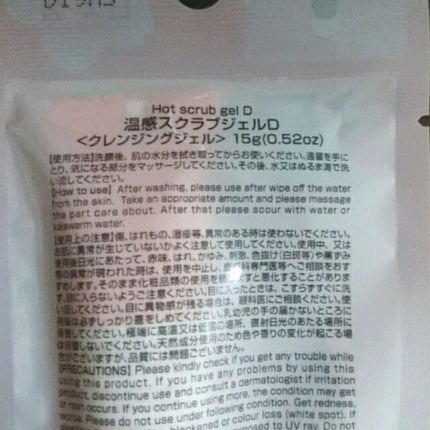 Hot scrub gel D
温感スクラブジェルD
<クレンジングジェル> 15g(0.52oz)
【使用方法】洗顔後、肌の水分を拭き取ってからお使いください。適量を手に
とり、気になる部分をマッサージしてください。その後、水又はぬるま湯で洗
い流してください。
【How to use】 After washing, please use after wipe off the water
from the skin. Take an appropriate amount and please massage
the part care about. After that please scour with water or
lukewarm water.
【使用上の注意】傷、はれもの、湿疹等、異常のある時は使わないでください。
お肌に異常が生じていないかよく注意して使用してください。使用中、又は
使用後日光にあたって、赤味、はれ、かゆみ、刺激、色抜け(白斑等)や黒ずみ
等の異常が現われた時は、使用を中止し、皮膚科専門医等へご相談をおす
すめします。そのまま化粧品類の使用を続けますと悪化することがありま
す。目に入らないようご注意ください。目に入ったときは、こすらずすぐに洗
い流してください。目に異物感が残る場合は、眼科医にご相談ください。使
用後は必ずしっかり蓋をしめてください。乳幼児の手の届かないところに
保管してください。極端に高温又は低温の場所、直射日光のあたる場所に
は保管しないでください。天然成分使用のため色や香りの変化が起こる場
合がございますが、品質には問題ございません。
【PRECAUTIONS】 Please kindly check if you get any trouble while
using this product. If you have any problems by using this
product, discontinue use and consult a dermatologist if irritation
or rash occurs. If you continue using more, the condition may get
worse. Please do not use under following condition. Get redness,
colour loss (white spot). If
exposed to UV ray. Do not